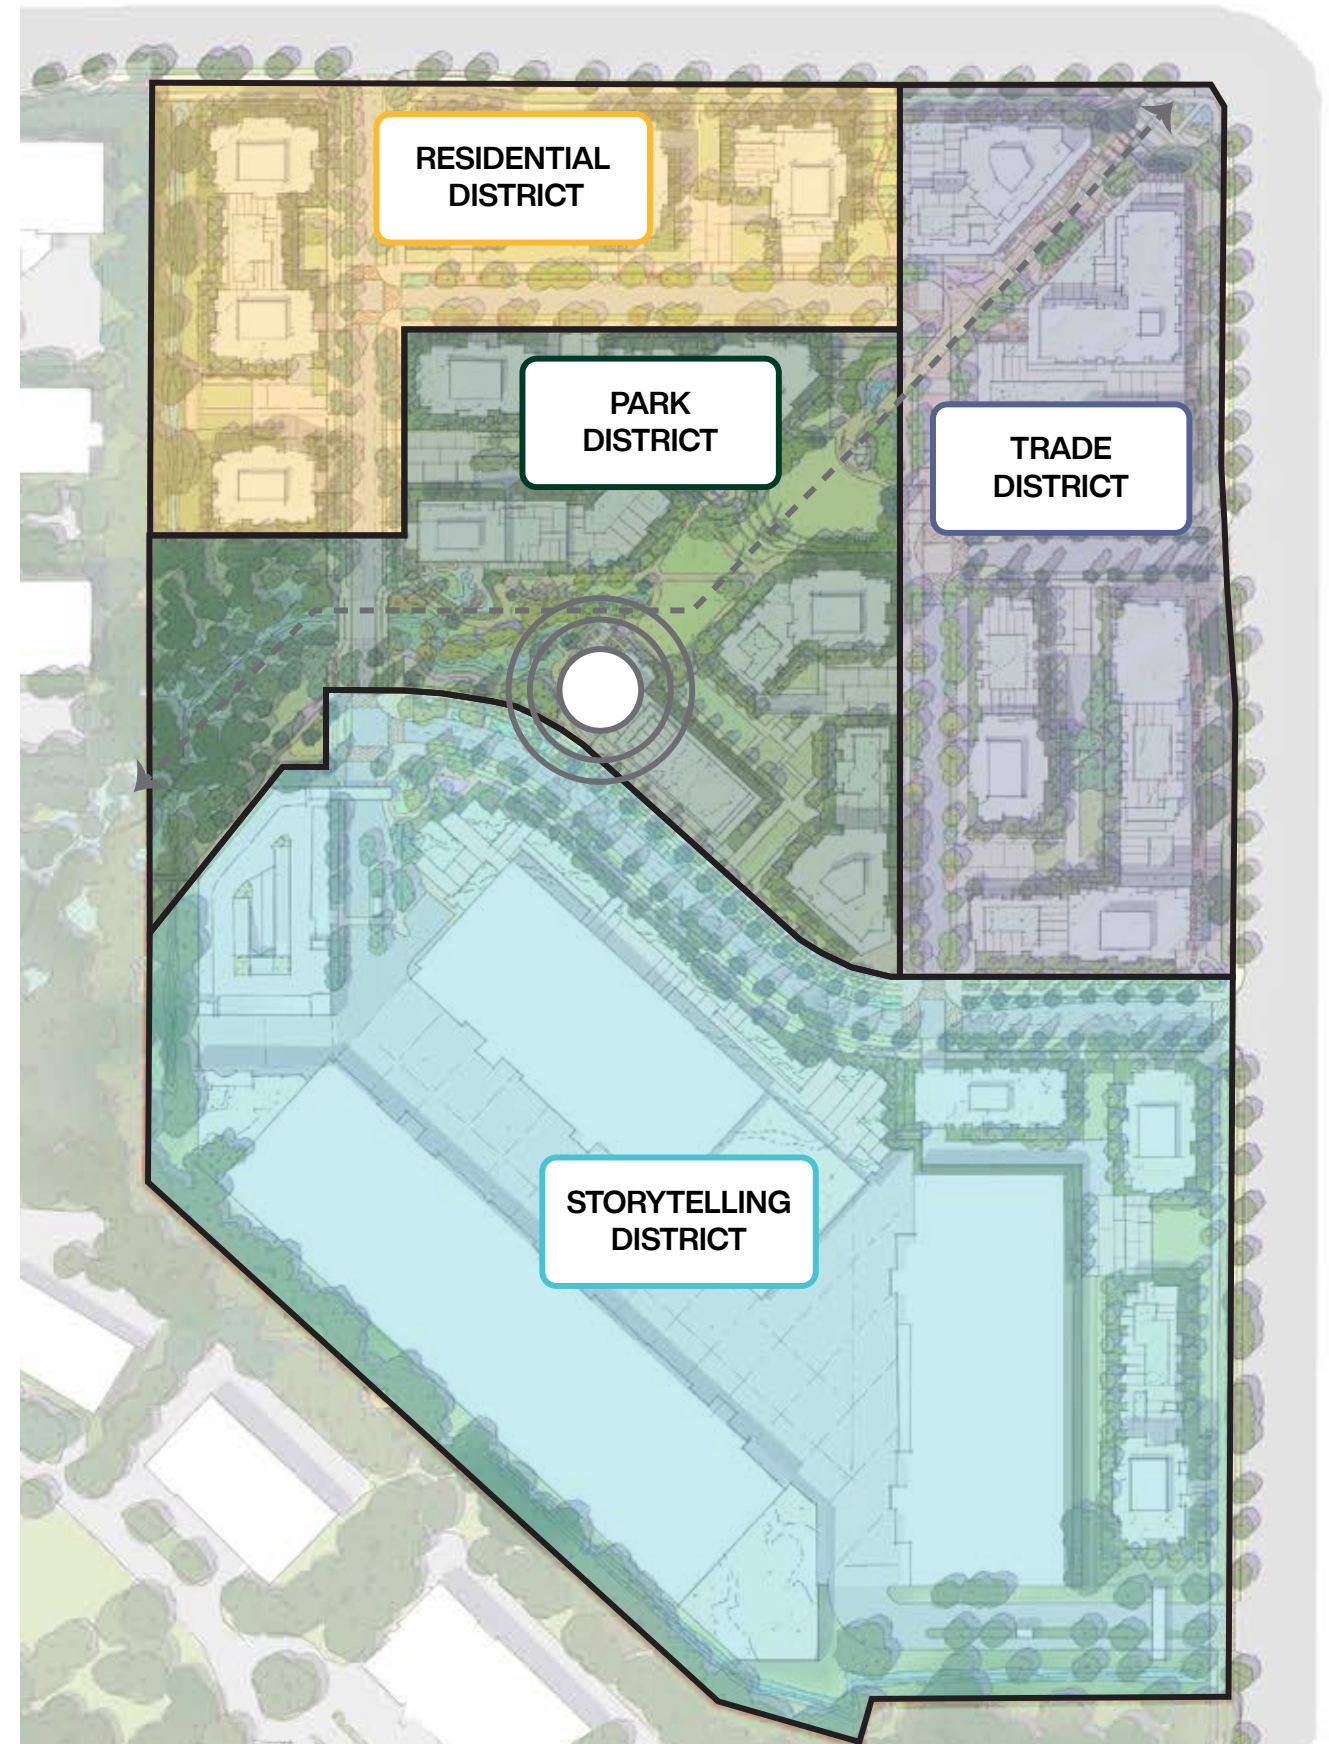 RESIDENTIAL
DISTRICT
PARK
DISTRICT
TRADE
DISTRICT
STORYTELLING
DISTRICT